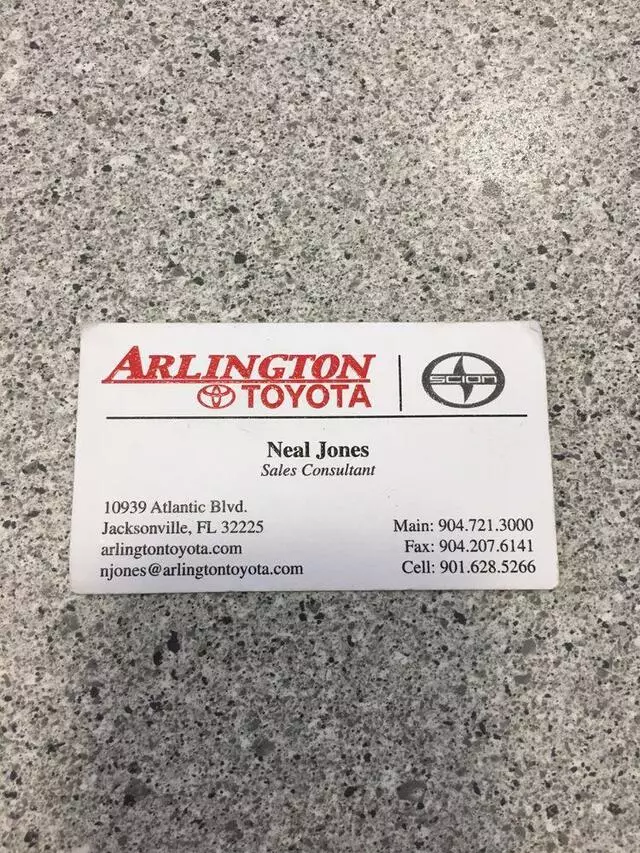 ARLINGTON
TOYOTA
SCION
Neal Jones
Sales Consultant
10939 Atlantic Blvd.
Jacksonville, FL 32225
arlingtontoyota.com
njones@arlingtontoyota.com
Main: 904.721.3000
Fax: 904.207.6141
Cell: 901.628.5266